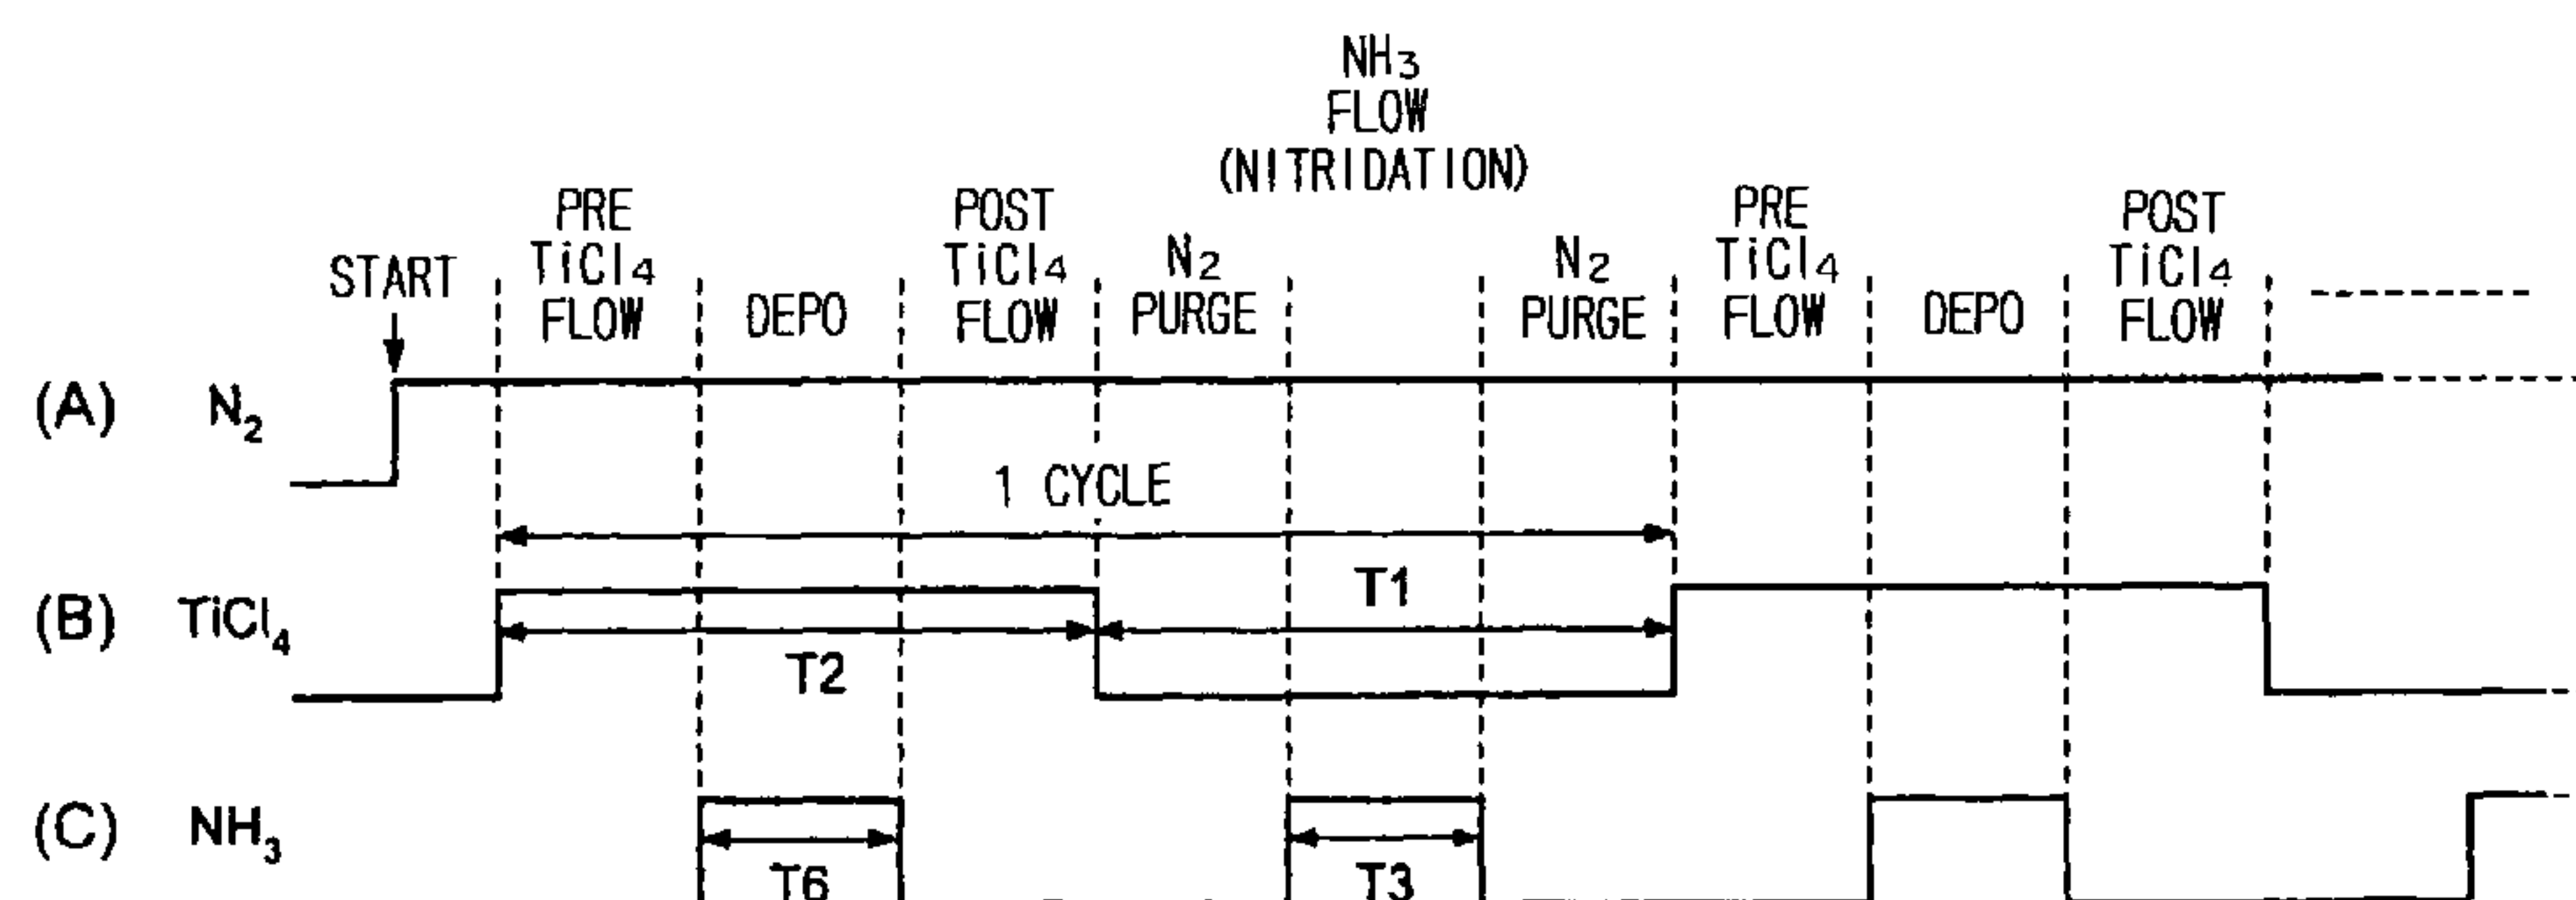 NH₃
FLOW
(NITRIDATION)
START
PRE
TiCl₄
FLOW
DEPO
POST
TiCl₄
FLOW
N₂
PURGE
N₂
PURGE
PRE
TiCl₄
FLOW
DEPO
POST
TiCl₄
FLOW
(A) N₂
1 CYCLE
(B) TiCl₄
T1
T2
(C) NH₃
T6
T3